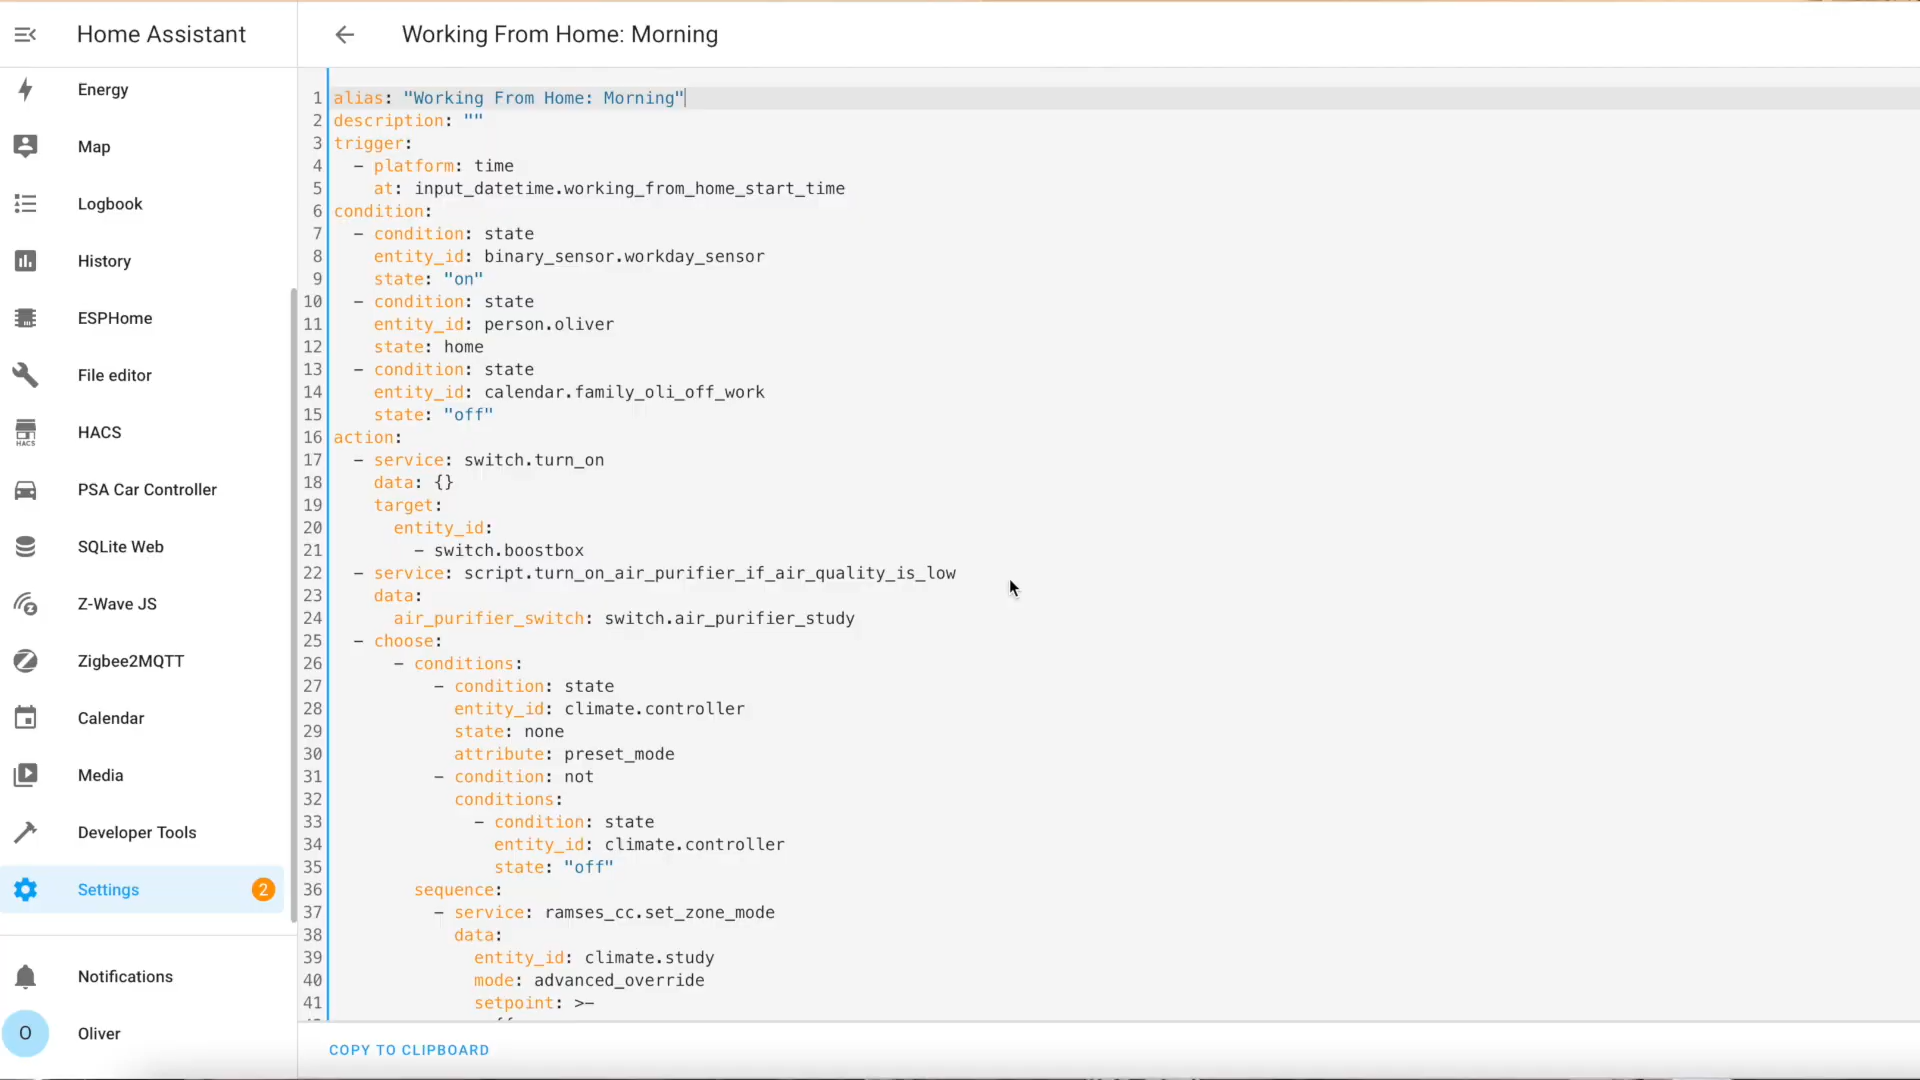 Home Assistant
Working From Home: Morning
Energy
Map
Logbook
History
ESPHome
File editor
HACS
HACS
PSA Car Controller
SQLite Web
Z-Wave JS
Zigbee2MQTT
Calendar
Media
Developer Tools
Settings
2
Notifications
O
Oliver
1 alias: "Working From Home: Morning"
2 description: ""
3 trigger:
4 - platform: time
5 at: input_datetime.working_from_home_start_time
6 condition:
7 - condition: state
8 entity_id: binary_sensor.workday_sensor
9 state: "on"
10 - condition: state
11 entity_id: person.oliver
12 state: home
13 - condition: state
14 entity_id: calendar.family_oli_off_work
15 state: "off"
16 action:
17 - service: switch.turn_on
18 data: {}
19 target:
20 entity_id:
21 - switch.boostbox
22 - service: script.turn_on_air_purifier_if_air_quality_is_low
23 data:
24 air_purifier_switch: switch.air_purifier_study
25 - choose:
26 - conditions:
27 - condition: state
28 entity_id: climate.controller
29 state: none
30 attribute: preset_mode
31 - condition: not
32 conditions:
33 - condition: state
34 entity_id: climate.controller
35 state: "off"
36 sequence:
37 - service: ramses_cc.set_zone_mode
38 data:
39 entity_id: climate.study
40 mode: advanced_override
41 setpoint: >-
COPY TO CLIPBOARD